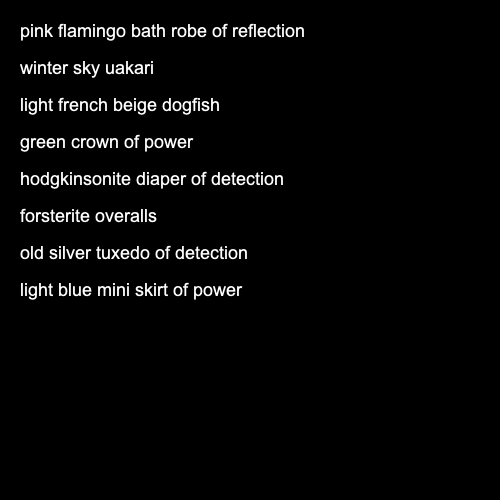 pink flamingo bath robe of reflection
winter sky uakari
light french beige dogfish
green crown of power
hodgkinsonite diaper of detection
forsterite overalls
old silver tuxedo of detection
light blue mini skirt of power